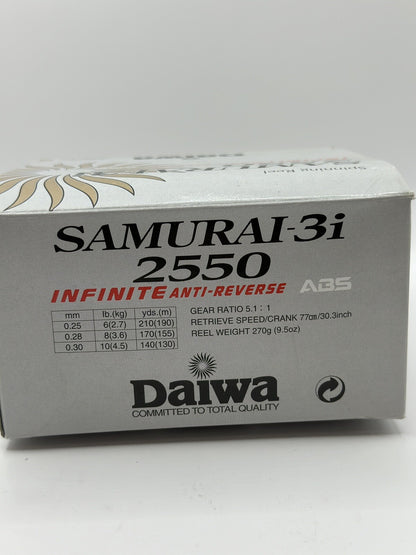 Spinning Reel
Daiwa
SAMURAI-3i
2550
INFINITE ANTI-REVERSE ABS
mm lb.(kg) yds.(m)
0.25 6(2.7) 210(190)
0.28 8(3.6) 170(155)
0.30 10(4.5) 140(130)
GEAR RATIO 5.1 : 1
RETRIEVE SPEED/CRANK 77cm/30.3inch
REEL WEIGHT 270g (9.5oz)
Daiwa
COMMITTED TO TOTAL QUALITY